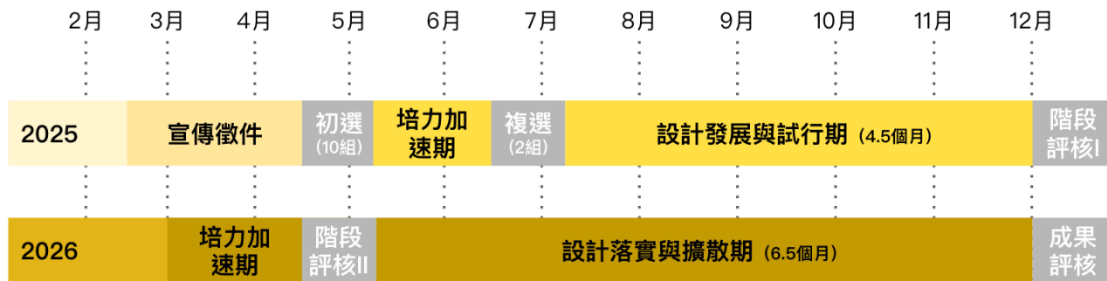 2月 3月 4月 5月 6月 7月 8月 9月 10月 11月 12月
2025
宣傳徵件
初選
(10組)
培力加
速期
複選
(2組)
設計發展與試行期 (4.5個月)
階段
評核I
2026
培力加
速期
階段
評核II
設計落實與擴散期 (6.5個月)
成果
評核